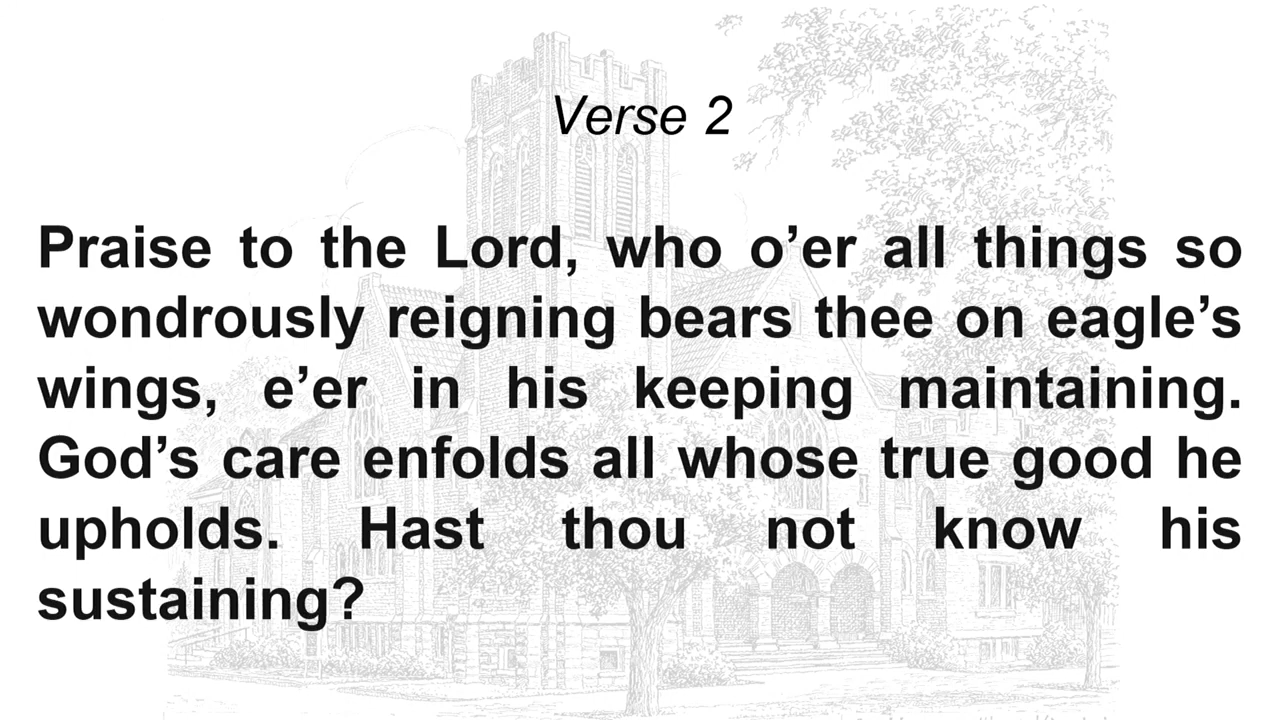 Verse 2
Praise to the Lord, who o’er all things so
wondrously reigning bears thee on eagle’s
wings, e’er in his keeping maintaining.
God’s care enfolds all whose true good he
upholds. Hast thou not know his
sustaining?